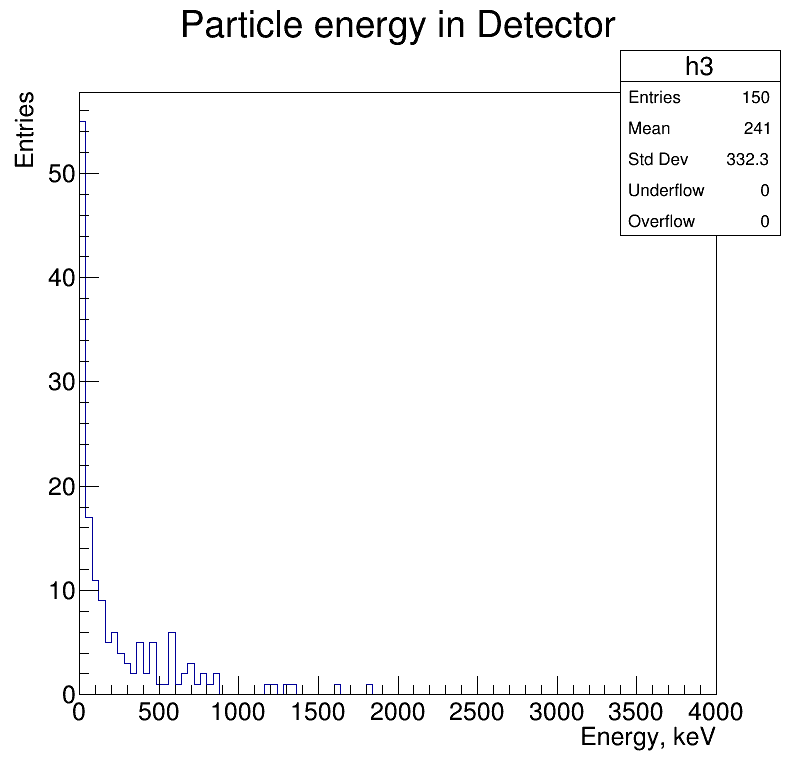 Particle energy in Detector
h3
Entries 150
Mean 241
Std Dev 332.3
Underflow 0
Overflow 0
Entries
50
40
30
20
10
0
0 500 1000 1500 2000 2500 3000 3500 4000
Energy, keV